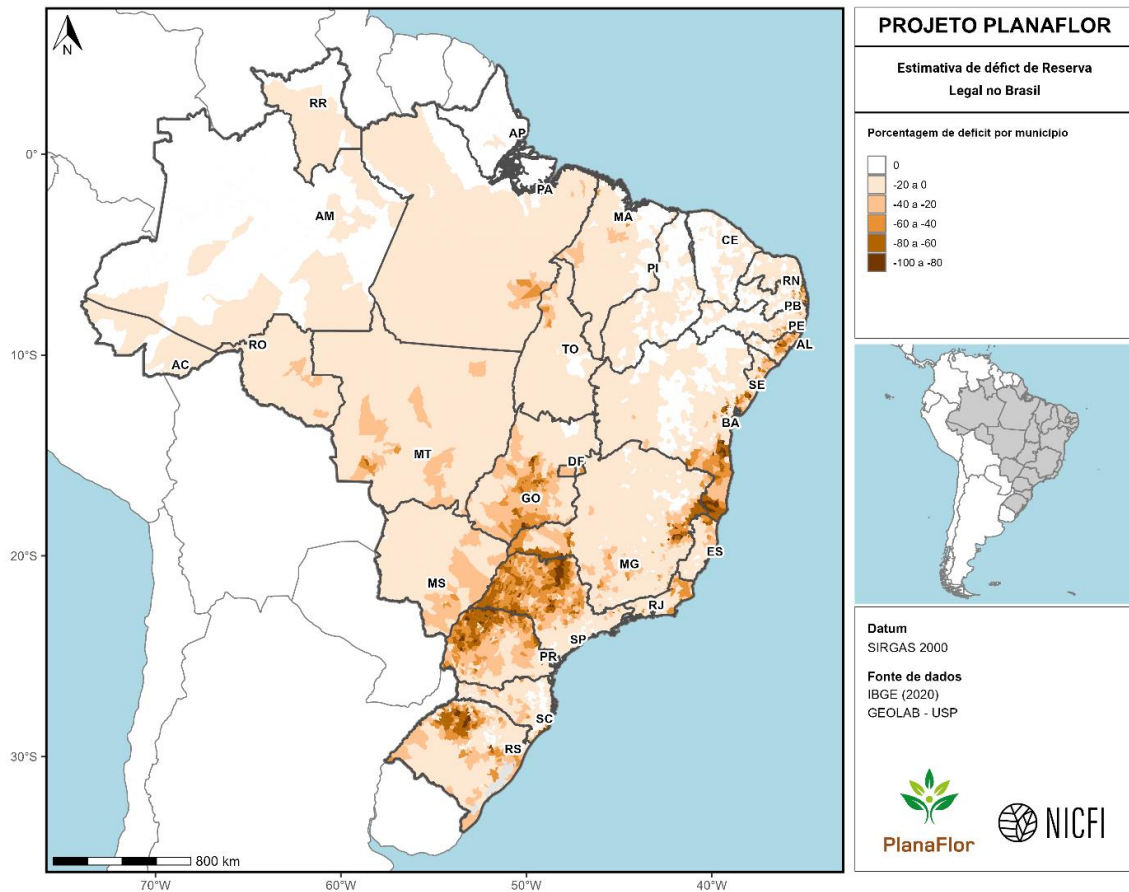 PROJETO PLANAFLOR
Estimativa de défict de Reserva
Legal no Brasil
Porcentagem de deficit por município
0
-20 a 0
-40 a -20
-60 a -40
-80 a -60
-100 a -80
N
RR
AP
0°
PA
AM
MA
CE
PI
RN
PB
PE
AL
TO
RO
AC
10°S
SE
BA
MT
DF
GO
20°S
ES
MG
MS
RJ
SP
PR
SC
RS
30°S
800 km
70°W
60°W
50°W
40°W
Datum
SIRGAS 2000
Fonte de dados
IBGE (2020)
GEOLAB - USP
PlanaFlor
NICFI